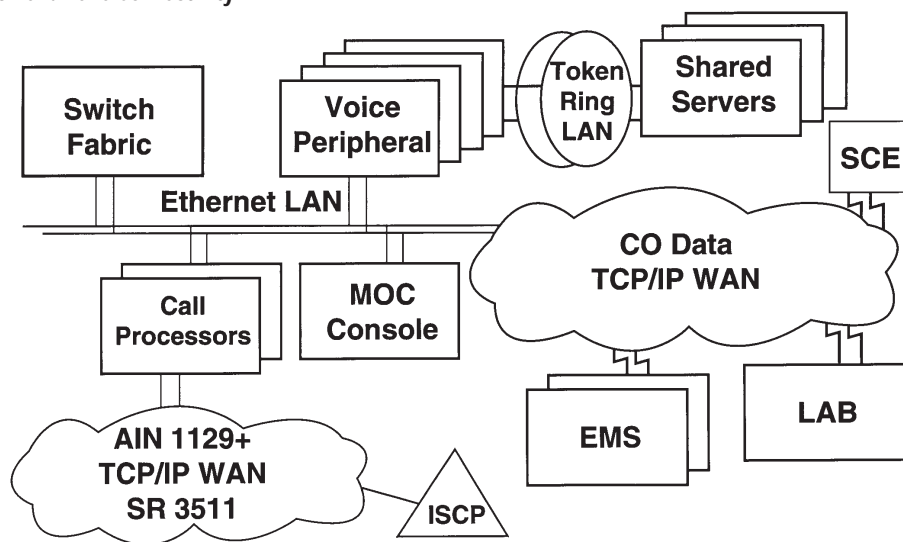 Switch
Fabric
Voice
Peripheral
Token
Ring
LAN
Shared
Servers
SCE
Ethernet LAN
CO Data
TCP/IP WAN
Call
Processors
MOC
Console
EMS
LAB
AIN 1129+
TCP/IP WAN
SR 3511
ISCP